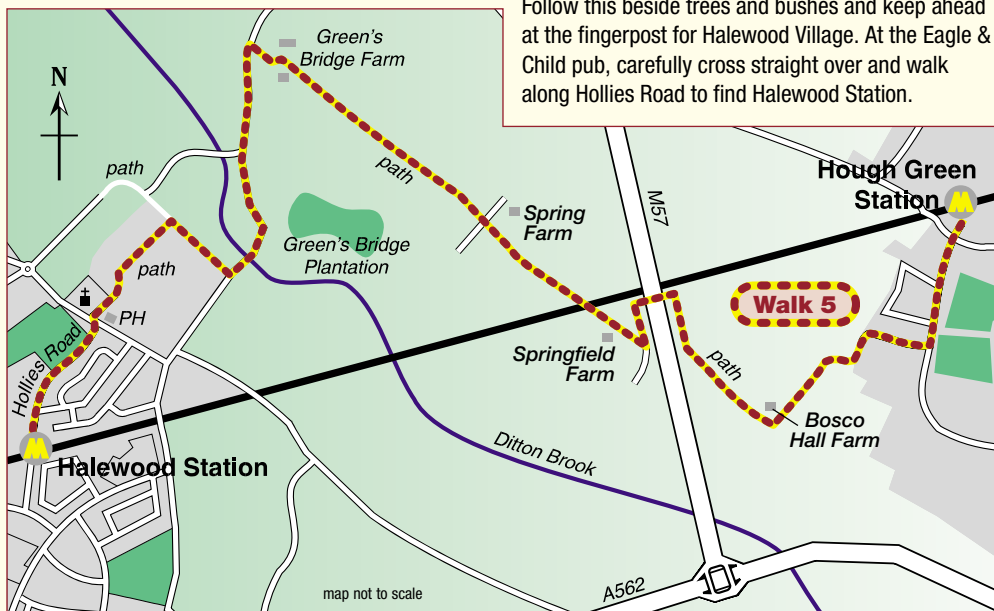 Follow this beside trees and bushes and keep ahead
at the fingerpost for Halewood Village. At the Eagle &
Child pub, carefully cross straight over and walk
along Hollies Road to find Halewood Station.
Green's
Bridge Farm
N
path
path
M57
Hough Green
Station
Spring
Farm
Green's Bridge
Plantation
path
Walk 5
PH
Hollies Road
Springfield
Farm
path
Bosco
Hall Farm
Halewood Station
Ditton Brook
map not to scale
A562